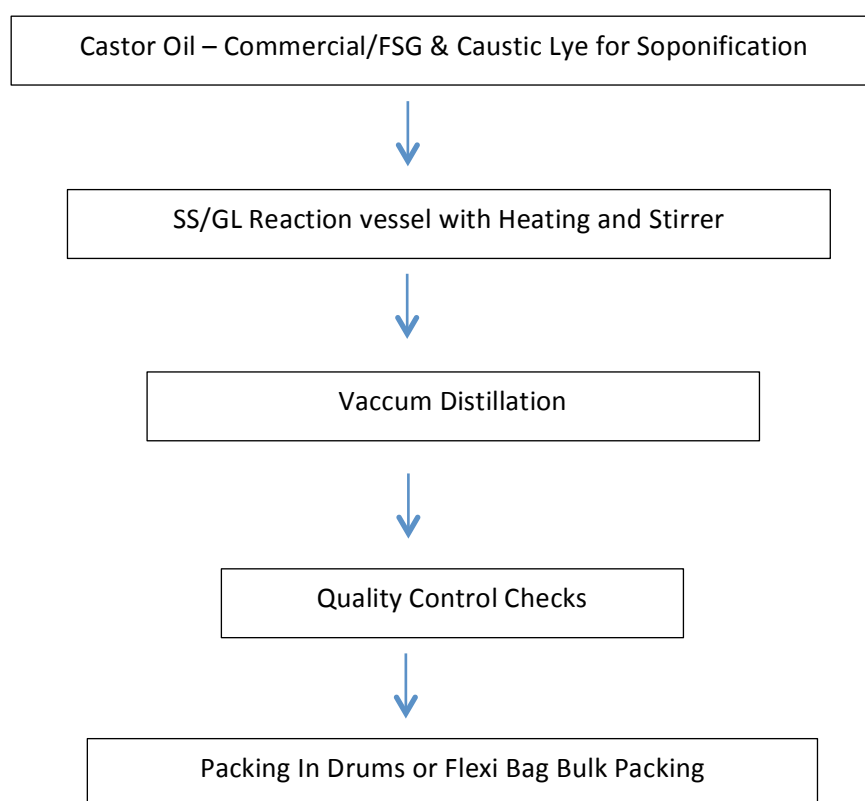 Castor Oil – Commercial/FSG & Caustic Lye for Soponification
SS/GL Reaction vessel with Heating and Stirrer
Vaccum Distillation
Quality Control Checks
Packing In Drums or Flexi Bag Bulk Packing